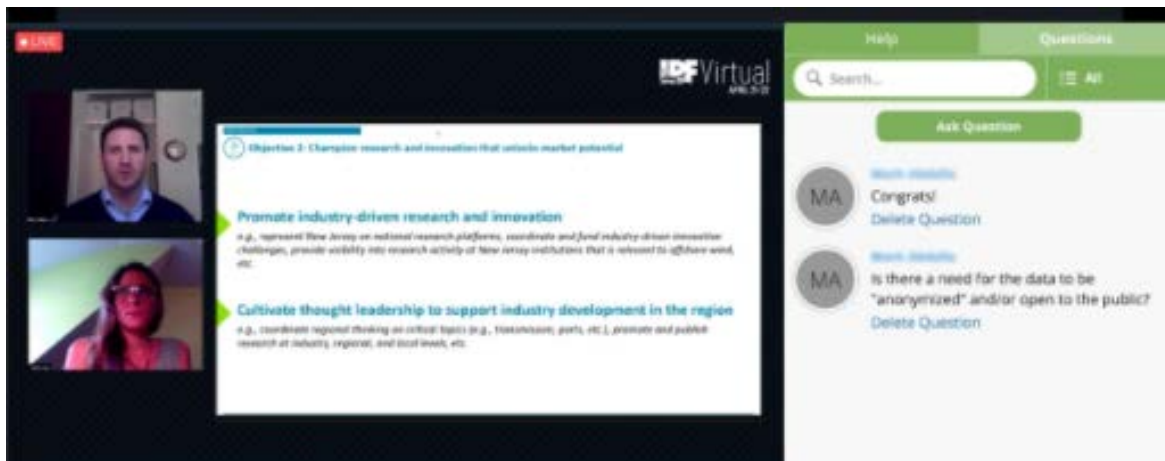 LIVE
IPF Virtual
Objective 2: Champion research and innovation that unlocks market potential
Promote industry-driven research and innovation
e.g., represent New Jersey on national research platforms, coordinate and fund industry-driven innovation
challenges, provide visibility into research activity at New Jersey institutions that is relevant to offshore wind,
etc.
Cultivate thought leadership to support industry development in the region
e.g., coordinate regional thinking on critical topics (e.g., transmission, ports, etc.), promote and publish
research at industry, regional, and local levels, etc.
Help
Questions
Search...
All
Ask Question
MA
Congrats!
Delete Question
MA
Is there a need for the data to be
"anonymized" and/or open to the public?
Delete Question